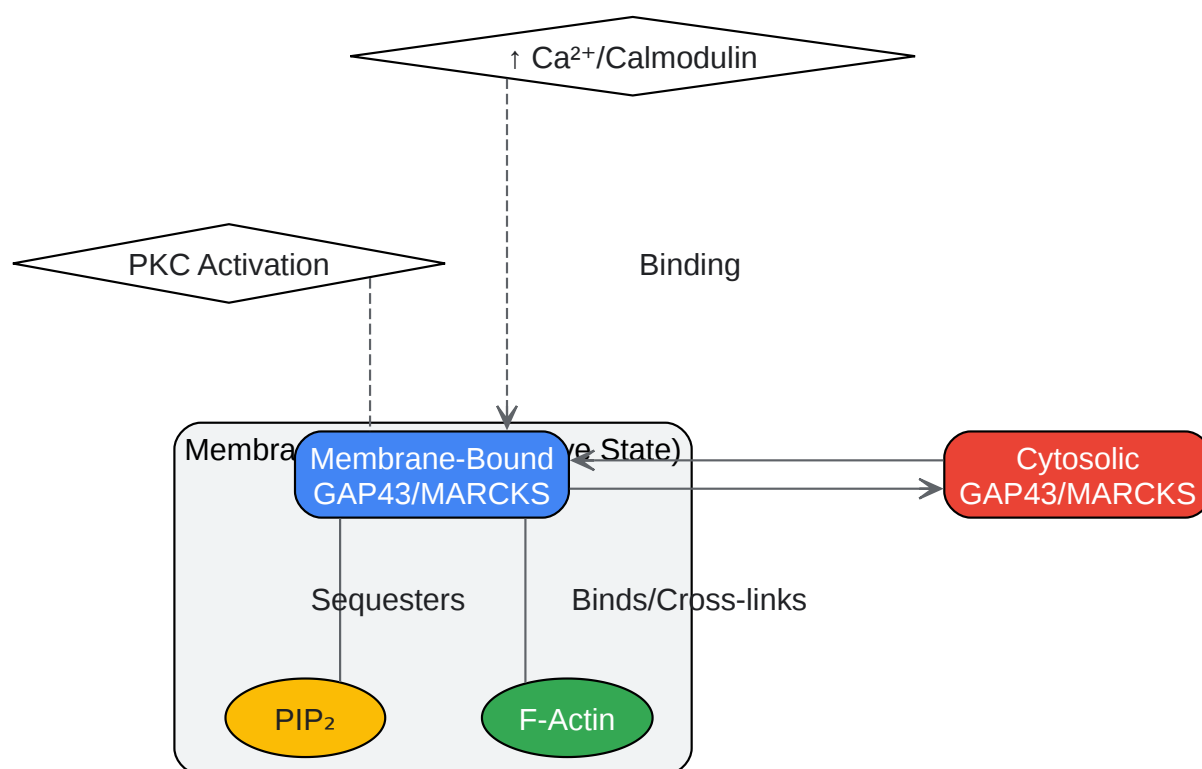 ↑ Ca²⁺/Calmodulin
PKC Activation
Binding
Membra
ve State)
Membrane-Bound
GAP43/MARCKS
Cytosolic
GAP43/MARCKS
Sequesters
Binds/Cross-links
PIP₂
F-Actin